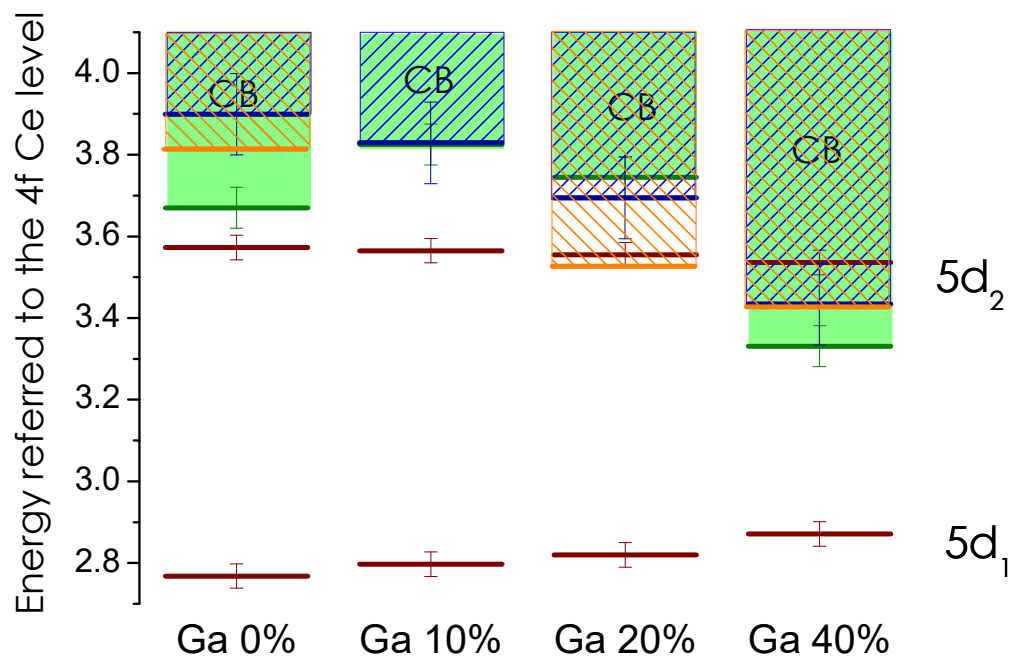 Energy referred to the 4f Ce level
4.0
3.8
3.6
3.4
3.2
3.0
2.8
CB
CB
CB
CB
5d2
5d1
Ga 0%
Ga 10%
Ga 20%
Ga 40%